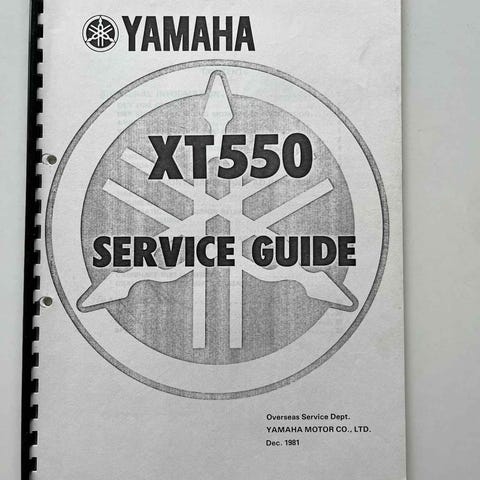 YAMAHA
XT550
SERVICE GUIDE
Overseas Service Dept.
YAMAHA MOTOR CO., LTD.
Dec. 1981